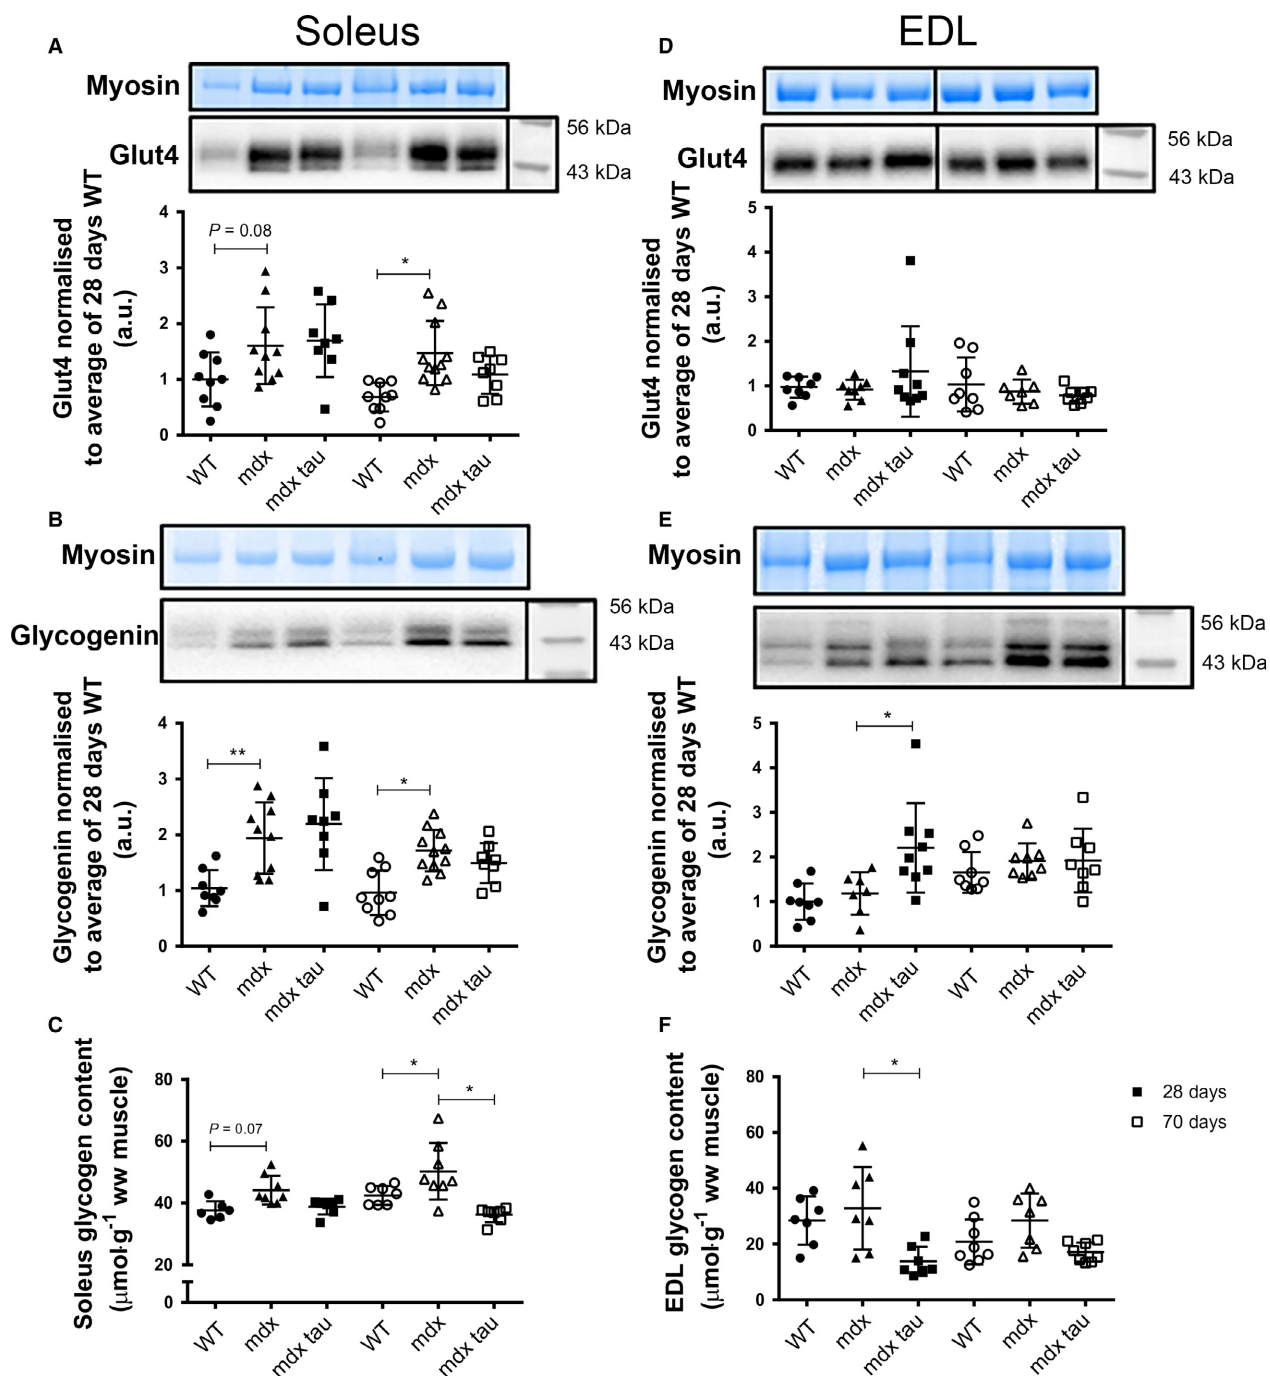 Soleus
A
Myosin
Glut4
56 kDa
43 kDa
Glut4 normalised
to average of 28 days WT
(a.u.)
4
3
2
1
0
P = 0.08
*
WT
mdx
mdx tau
WT
mdx
mdx tau
B
Myosin
Glycogenin
56 kDa
43 kDa
Glycogenin normalised
to average of 28 days WT
(a.u.)
4
3
2
1
0
**
*
WT
mdx
mdx tau
WT
mdx
mdx tau
C
Soleus glycogen content
(µmol·g-1 ww muscle)
80
60
40
20
0
P = 0.07
*
*
WT
mdx
mdx tau
WT
mdx
mdx tau
EDL
D
Myosin
Glut4
56 kDa
43 kDa
Glut4 normalised
to average of 28 days WT
(a.u.)
5
4
3
2
1
0
WT
mdx
mdx tau
WT
mdx
mdx tau
E
Myosin
56 kDa
43 kDa
Glycogenin normalised
to average of 28 days WT
(a.u.)
5
4
3
2
1
0
*
WT
mdx
mdx tau
WT
mdx
mdx tau
F
EDL glycogen content
(µmol·g-1 ww muscle)
80
60
40
20
0
*
WT
mdx
mdx tau
WT
mdx
mdx tau
28 days
70 days